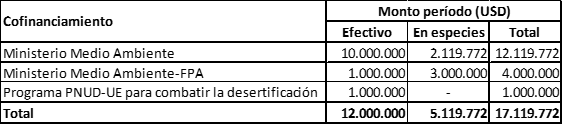 Cofinanciamiento Monto período (USD)
Efectivo En especies Total
Ministerio Medio Ambiente 10.000.000 2.119.772 12.119.772
Ministerio Medio Ambiente-FPA 1.000.000 3.000.000 4.000.000
Programa PNUD-UE para combatir la desertificación 1.000.000 - 1.000.000
Total 12.000.000 5.119.772 17.119.772